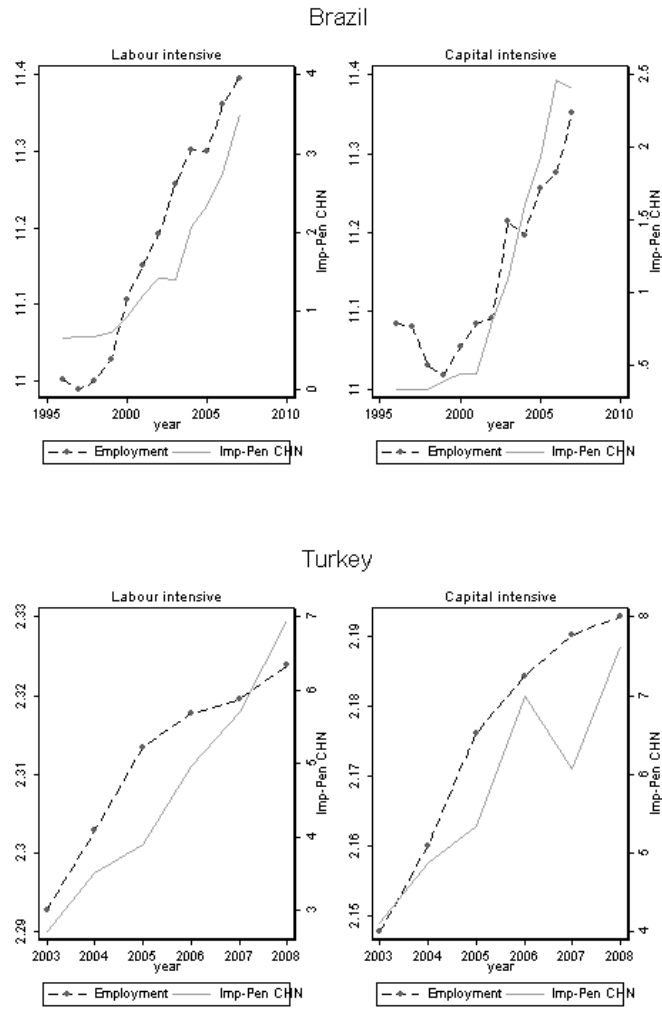 Brazil
Labour intensive
11.4
11.3
11.2
11.1
11
4
3
2
1
0
Imp-Pen CHN
1995 2000 2005 2010
year
Employment Imp-Pen CHN
Capital intensive
11.4
11.3
11.2
11.1
11
2.5
2
1.5
1
.5
Imp-Pen CHN
1995 2000 2005 2010
year
Employment Imp-Pen CHN
Turkey
Labour intensive
2.33
2.32
2.31
2.3
2.29
7
6
5
4
3
Imp-Pen CHN
2003 2004 2005 2006 2007 2008
year
Employment Imp-Pen CHN
Capital intensive
2.19
2.18
2.17
2.16
2.15
8
7
6
5
4
Imp-Pen CHN
2003 2004 2005 2006 2007 2008
year
Employment Imp-Pen CHN